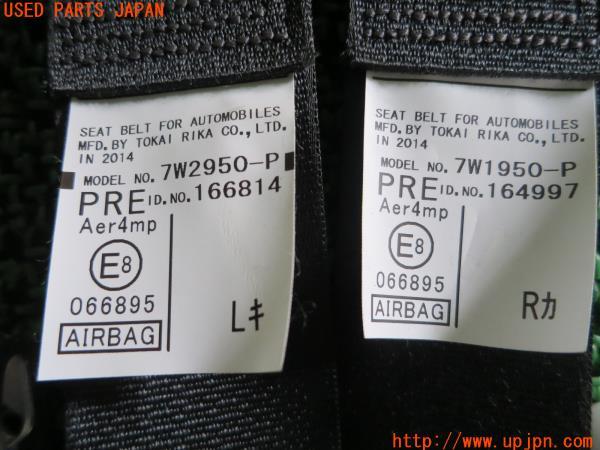 USED PARTS JAPAN
SEAT BELT FOR AUTOMOBILES
MFD.BY TOKAI RIKA CO., LTD.
IN 2014
MODEL NO. 7W2950-P
PRE ID.NO. 166814
Aer4mp
E8
066895
Lキ
AIRBAG
SEAT BELT FOR AUTOMOBILES
MFD.BY TOKAI RIKA CO., LTD.
IN 2014
MODEL NO. 7W1950-P
PRE ID.NO. 164997
Aer4mp
E8
066895
Rカ
AIRBAG
http://www.upjpn.com/